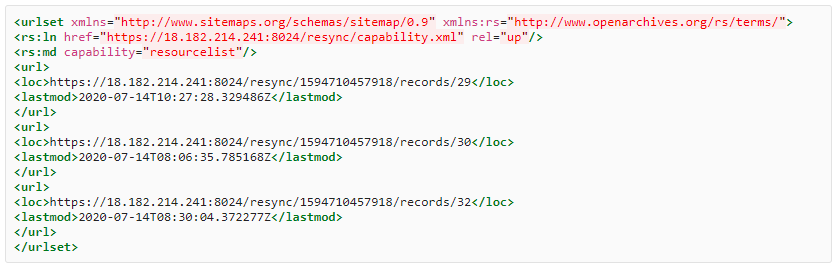 <urlset xmlns="http://www.sitemaps.org/schemas/sitemap/0.9" xmlns:rs="http://www.openarchives.org/rs/terms/">
<rs:ln href="https://18.182.214.241:8024/resync/capability.xml" rel="up"/>
<rs:md capability="resourcelist"/>
<url>
<loc>https://18.182.214.241:8024/resync/1594710457918/records/29</loc>
<lastmod>2020-07-14T10:27:28.329486Z</lastmod>
</url>
<url>
<loc>https://18.182.214.241:8024/resync/1594710457918/records/30</loc>
<lastmod>2020-07-14T08:06:35.785168Z</lastmod>
</url>
<url>
<loc>https://18.182.214.241:8024/resync/1594710457918/records/32</loc>
<lastmod>2020-07-14T08:30:04.372277Z</lastmod>
</url>
</urlset>